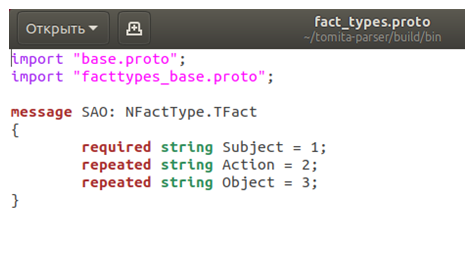 Открыть
fact_types.proto
~/tomita-parser/build/bin
import "base.proto";
import "facttypes_base.proto";
message SAO: NFactType.TFact
{
required string Subject = 1;
repeated string Action = 2;
repeated string Object = 3;
}